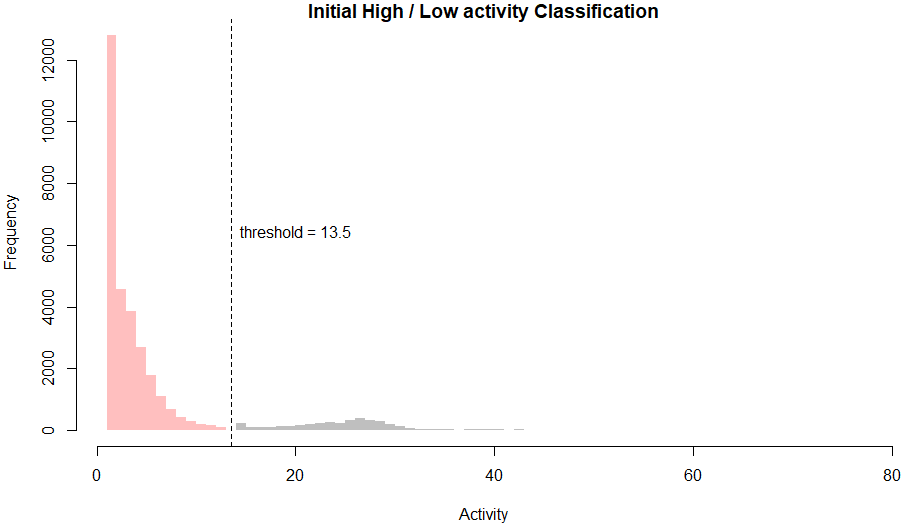 Initial High / Low activity Classification
12000
10000
8000
6000
4000
2000
0
Frequency
threshold = 13.5
0 20 40 60 80
Activity